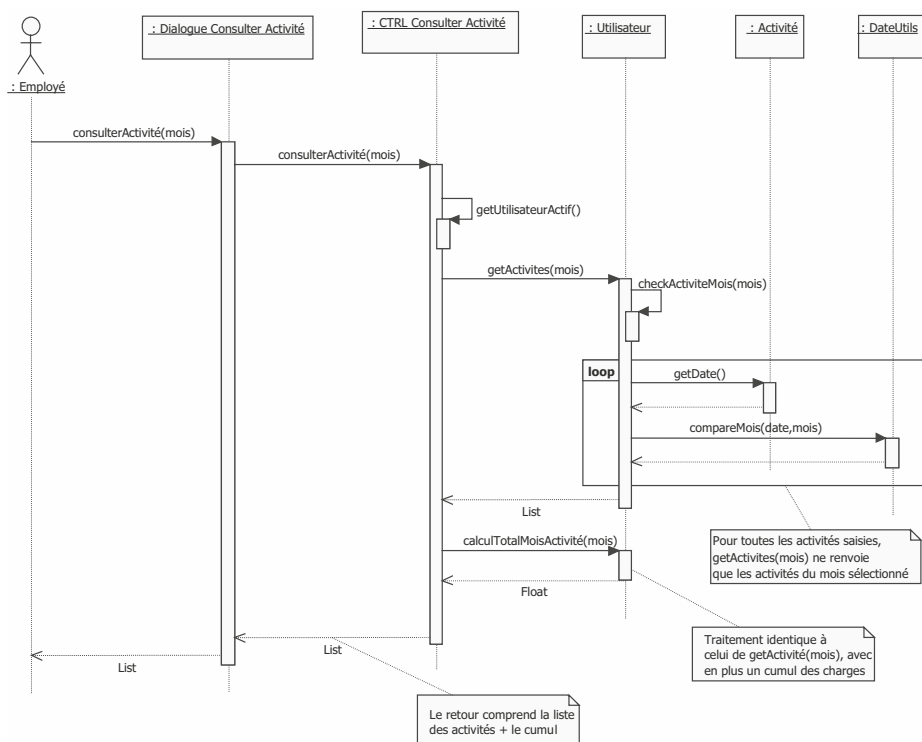 : Dialogue Consulter Activité
: CTRL Consulter Activité
: Utilisateur
: Activité
: DateUtils
: Employé
consulterActivité(mois)
consulterActivité(mois)
getUtilisateurActif()
getActivites(mois)
checkActiviteMois(mois)
loop
getDate()
compareMois(date,mois)
List
Pour toutes les activités saisies,
getActivites(mois) ne renvoie
que les activités du mois sélectionné
calculTotalMoisActivité(mois)
Float
Traitement identique à
celui de getActivité(mois), avec
en plus un cumul des charges
List
List
Le retour comprend la liste
des activités + le cumul